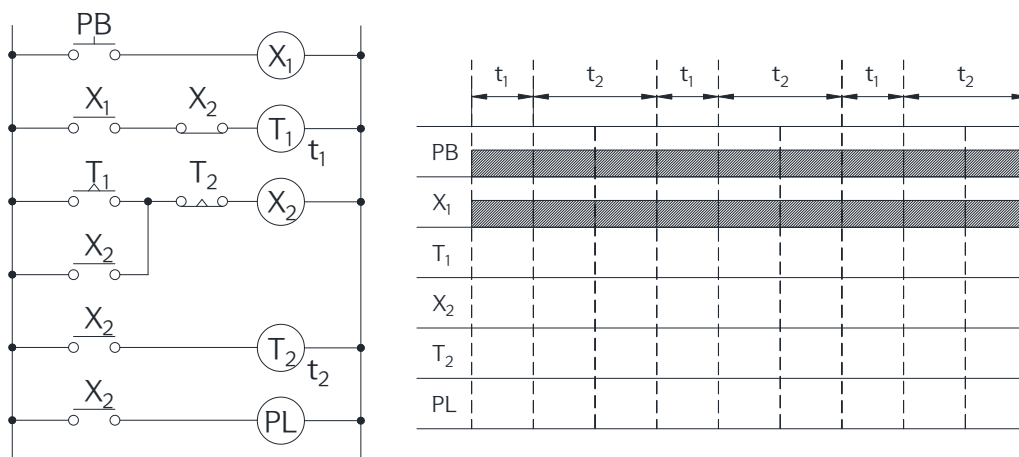 PB
X₁
X₁ X₂
T₁
t₁
T₁ T₂
X₂
X₂
X₂
T₂
t₂
X₂
PL
t₁ t₂ t₁ t₂ t₁ t₂
PB
X₁
T₁
X₂
T₂
PL